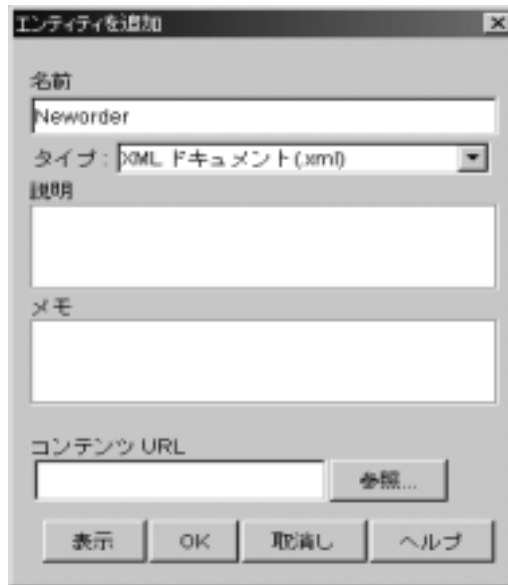 エンティティを追加
名前
Neworder
タイプ : XML ドキュメント(.xml)
説明
メモ
コンテンツ URL
参照...
表示 OK 取消し ヘルプ